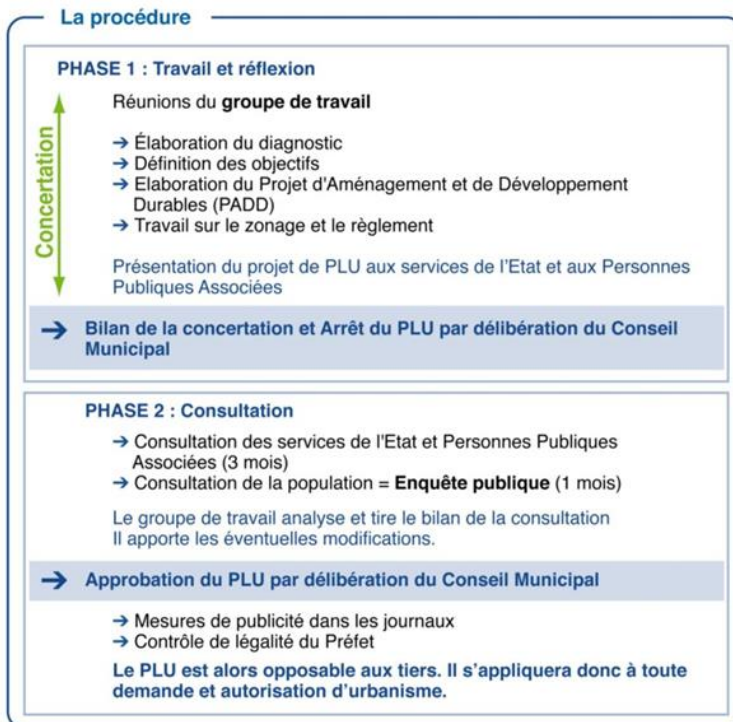 La procédure
PHASE 1 : Travail et réflexion
Réunions du groupe de travail
Concertation
→ Élaboration du diagnostic
→ Définition des objectifs
→ Elaboration du Projet d'Aménagement et de Développement
Durables (PADD)
→ Travail sur le zonage et le règlement
Présentation du projet de PLU aux services de l'Etat et aux Personnes
Publiques Associées
→ Bilan de la concertation et Arrêt du PLU par délibération du Conseil
Municipal
PHASE 2 : Consultation
→ Consultation des services de l'Etat et Personnes Publiques
Associées (3 mois)
→ Consultation de la population = Enquête publique (1 mois)
Le groupe de travail analyse et tire le bilan de la consultation
Il apporte les éventuelles modifications.
→ Approbation du PLU par délibération du Conseil Municipal
→ Mesures de publicité dans les journaux
→ Contrôle de légalité du Préfet
Le PLU est alors opposable aux tiers. Il s'appliquera donc à toute
demande et autorisation d'urbanisme.